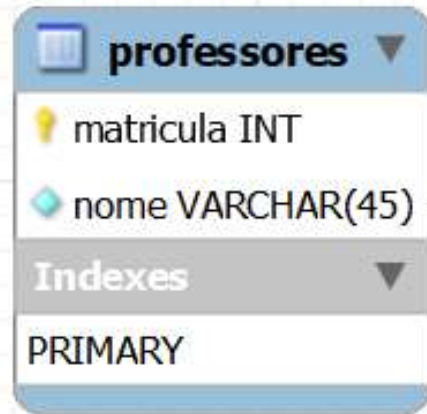 professores
matricula INT
nome VARCHAR(45)
Indexes
PRIMARY